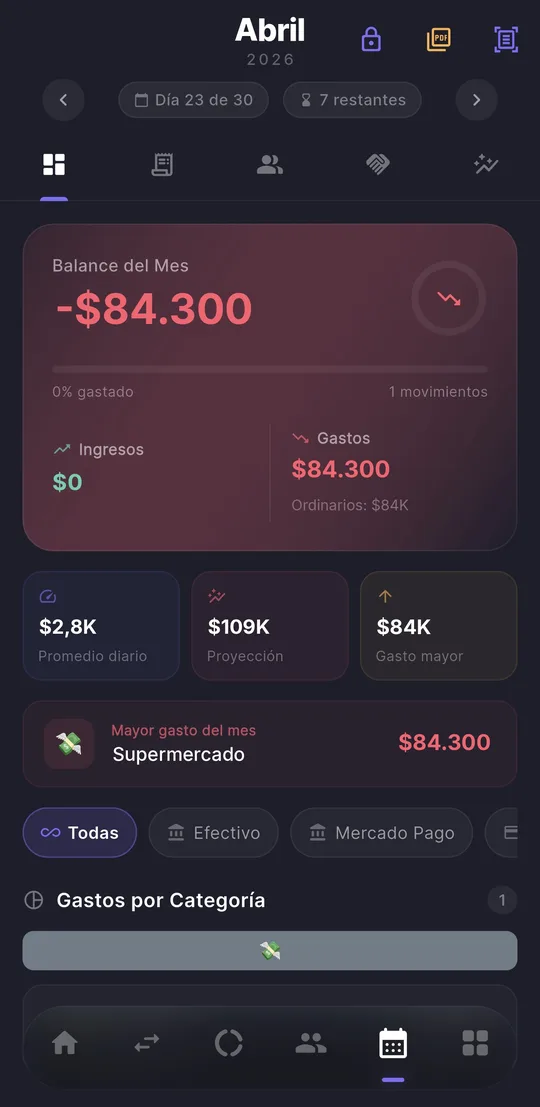 Abril
2026
PDF
Día 23 de 30
7 restantes
Balance del Mes
-$84.300
0% gastado
1 movimientos
Ingresos
$0
Gastos
$84.300
Ordinarios: $84K
$2,8K
Promedio diario
$109K
Proyección
$84K
Gasto mayor
Mayor gasto del mes
Supermercado
$84.300
Todas
Efectivo
Mercado Pago
Gastos por Categoría
1